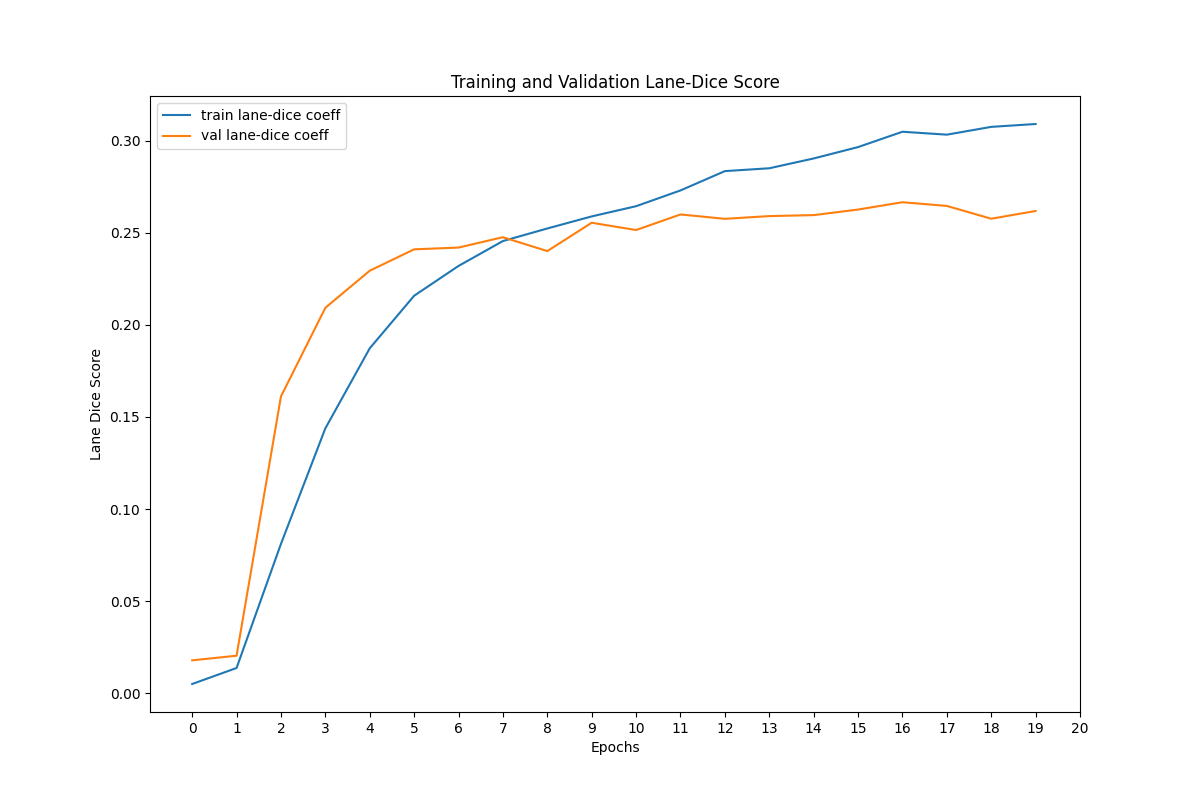 Training and Validation Lane-Dice Score
train lane-dice coeff
val lane-dice coeff
0.30
0.25
0.20
0.15
0.10
0.05
0.00
Lane Dice Score
0 1 2 3 4 5 6 7 8 9 10 11 12 13 14 15 16 17 18 19 20
Epochs